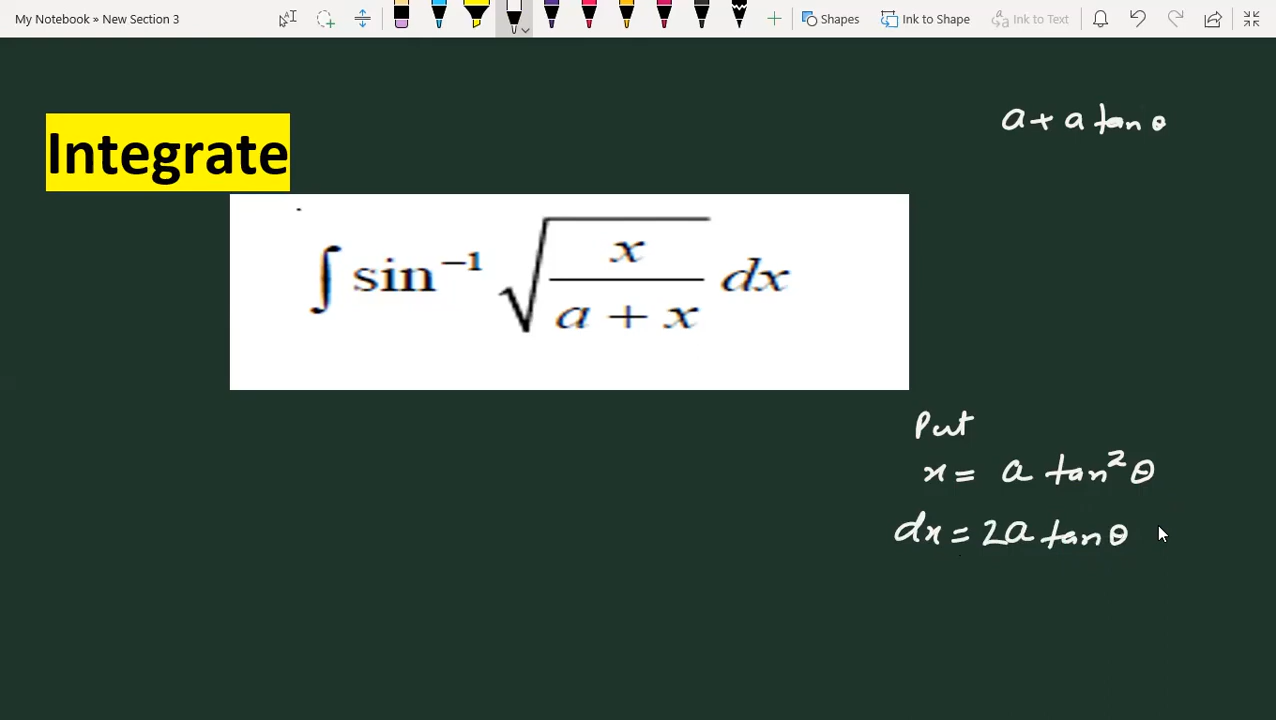 My Notebook » New Section 3
Shapes
Ink to Shape
Ink to Text
a + a tan θ
Integrate
∫ sin⁻¹ √(x/(a + x)) dx
Put
x = a tan² θ
dx = 2a tan θ